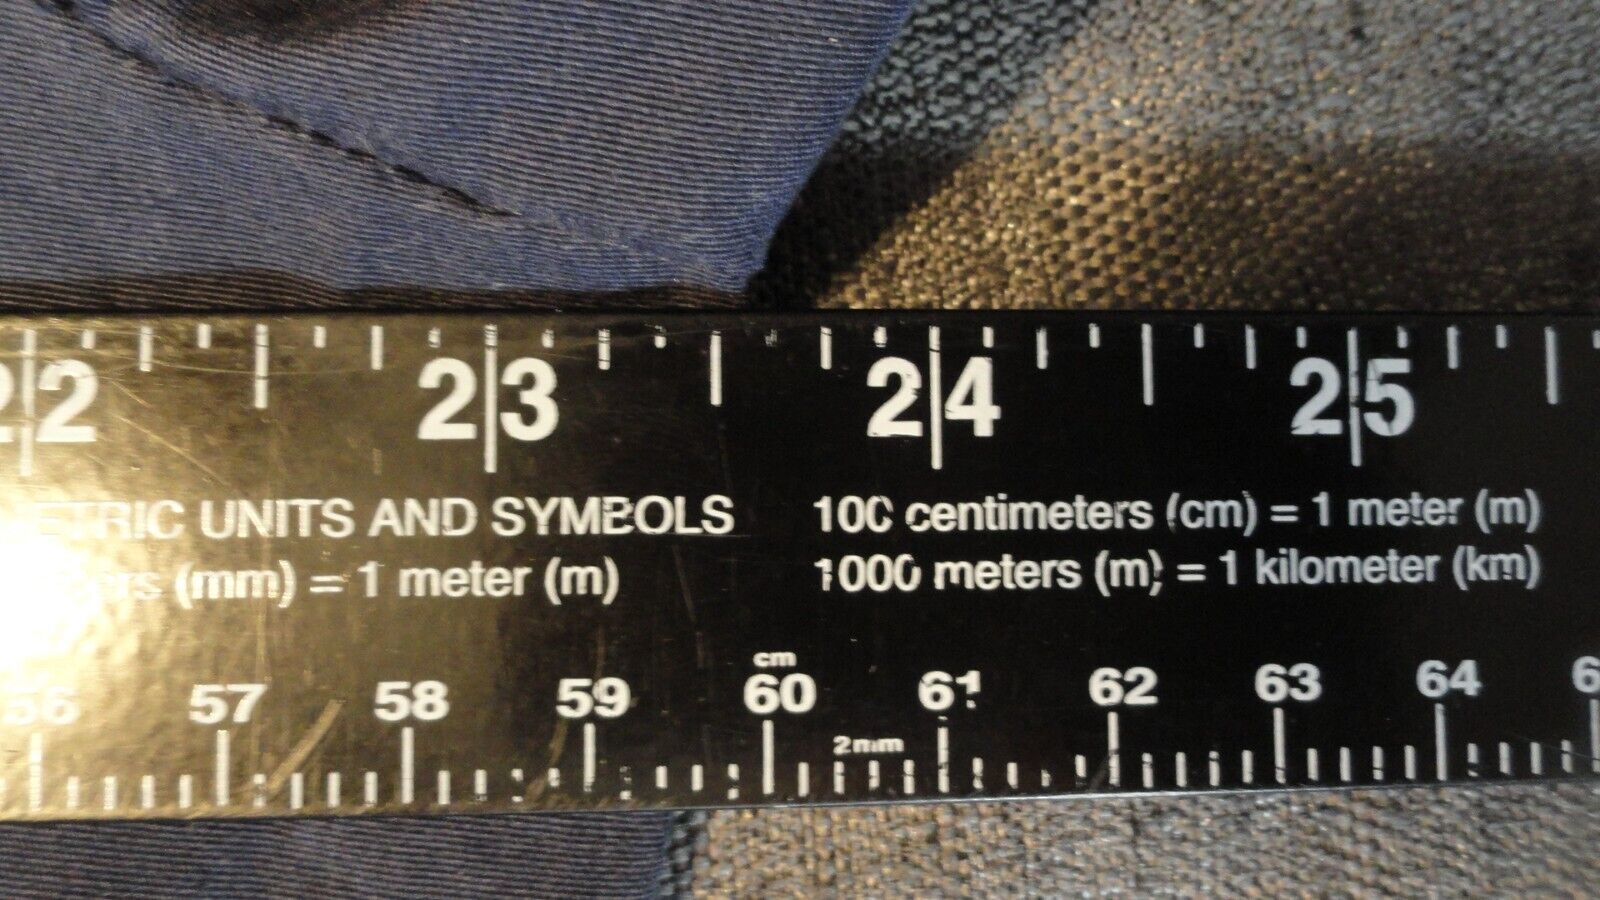 22 23 24 25
ETRIC UNITS AND SYMBOLS 100 centimeters (cm) = 1 meter (m)
(mm) = 1 meter (m) 1000 meters (m) = 1 kilometer (km)
cm
56 57 58 59 60 61 62 63 64
2mm